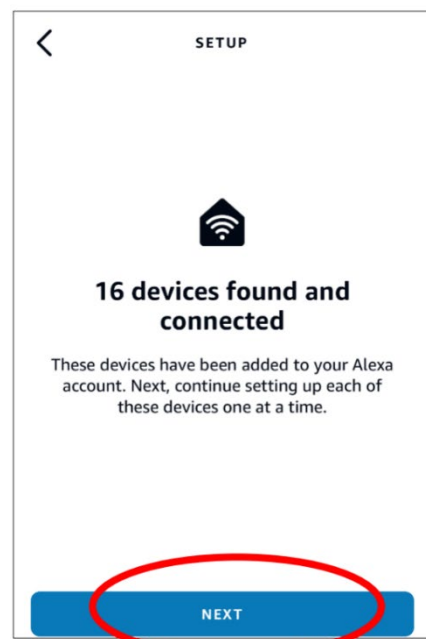 SETUP
16 devices found and
connected
These devices have been added to your Alexa
account. Next, continue setting up each of
these devices one at a time.
NEXT